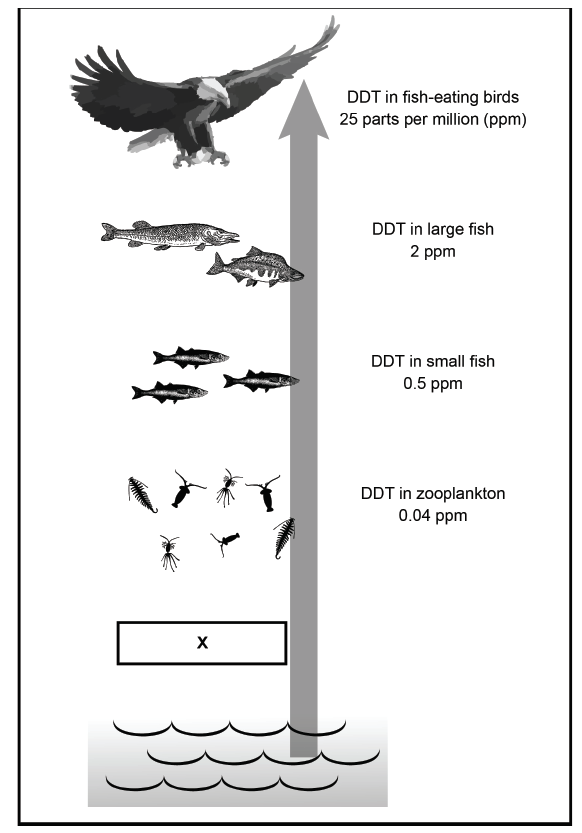 DDT in fish-eating birds
25 parts per million (ppm)
DDT in large fish
2 ppm
DDT in small fish
0.5 ppm
DDT in zooplankton
0.04 ppm
X